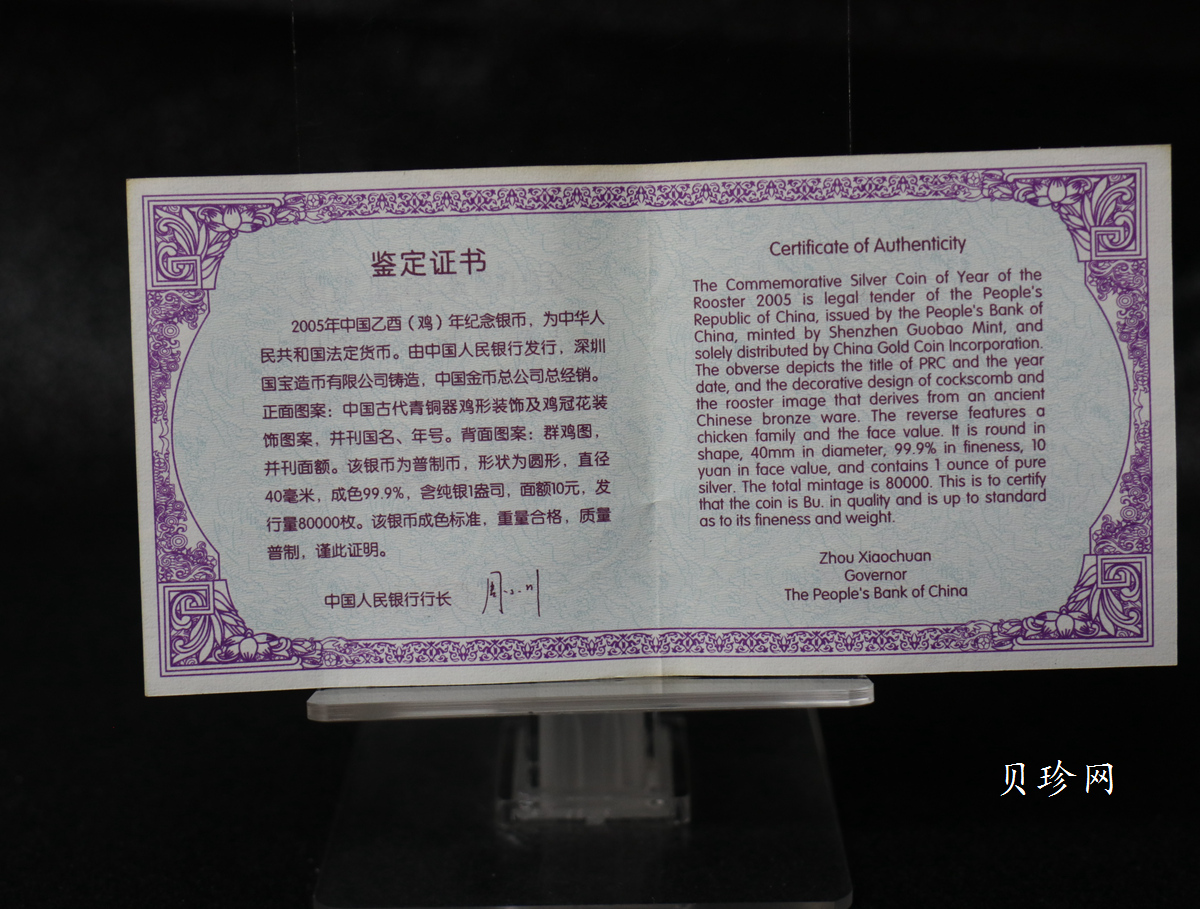 鉴定证书
2005年中国乙酉（鸡）年纪念银币，为中华人
民共和国法定货币。由中国人民银行发行，深圳
国宝造币有限公司铸造，中国金币总公司总经销。
正面图案：中国古代青铜器鸡形装饰及鸡冠花装
饰图案，并刊国名、年号。背面图案：群鸡图，
并刊面额。该银币为普制币，形状为圆形，直径
40毫米，成色99.9%，含纯银1盎司，面额10元，发
行量80000枚。该银币成色标准，重量合格，质量
普制，谨此证明。
中国人民银行行长
Certificate of Authenticity
The Commemorative Silver Coin of Year of the
Rooster 2005 is legal tender of the People's
Republic of China, issued by the People's Bank of
China, minted by Shenzhen Guobao Mint, and
solely distributed by China Gold Coin Incorporation.
The obverse depicts the title of PRC and the year
date, and the decorative design of cockscomb and
the rooster image that derives from an ancient
Chinese bronze ware. The reverse features a
chicken family and the face value. It is round in
shape, 40mm in diameter, 99.9% in fineness, 10
yuan in face value, and contains 1 ounce of pure
silver. The total mintage is 80000. This is to certify
that the coin is Bu. in quality and is up to standard
as to its fineness and weight.
Zhou Xiaochuan
Governor
The People's Bank of China
贝珍网